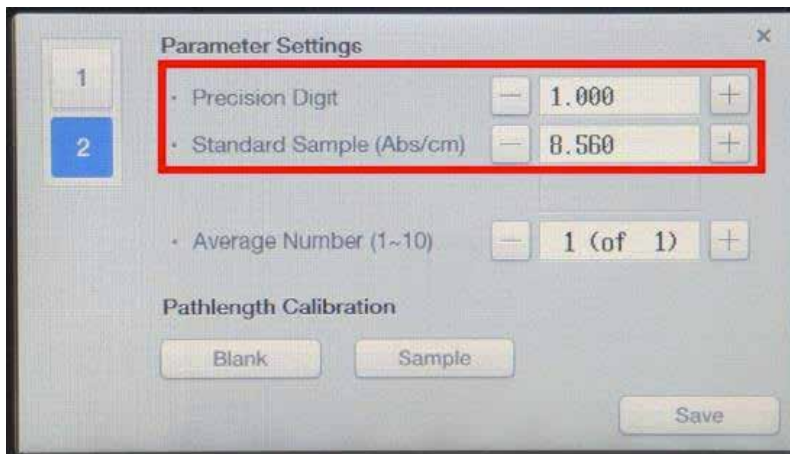 Parameter Settings ×
1
· Precision Digit — 1.000 +
2
· Standard Sample (Abs/cm) — 8.560 +
· Average Number (1~10) — 1 (of 1) +
Pathlength Calibration
Blank Sample
Save